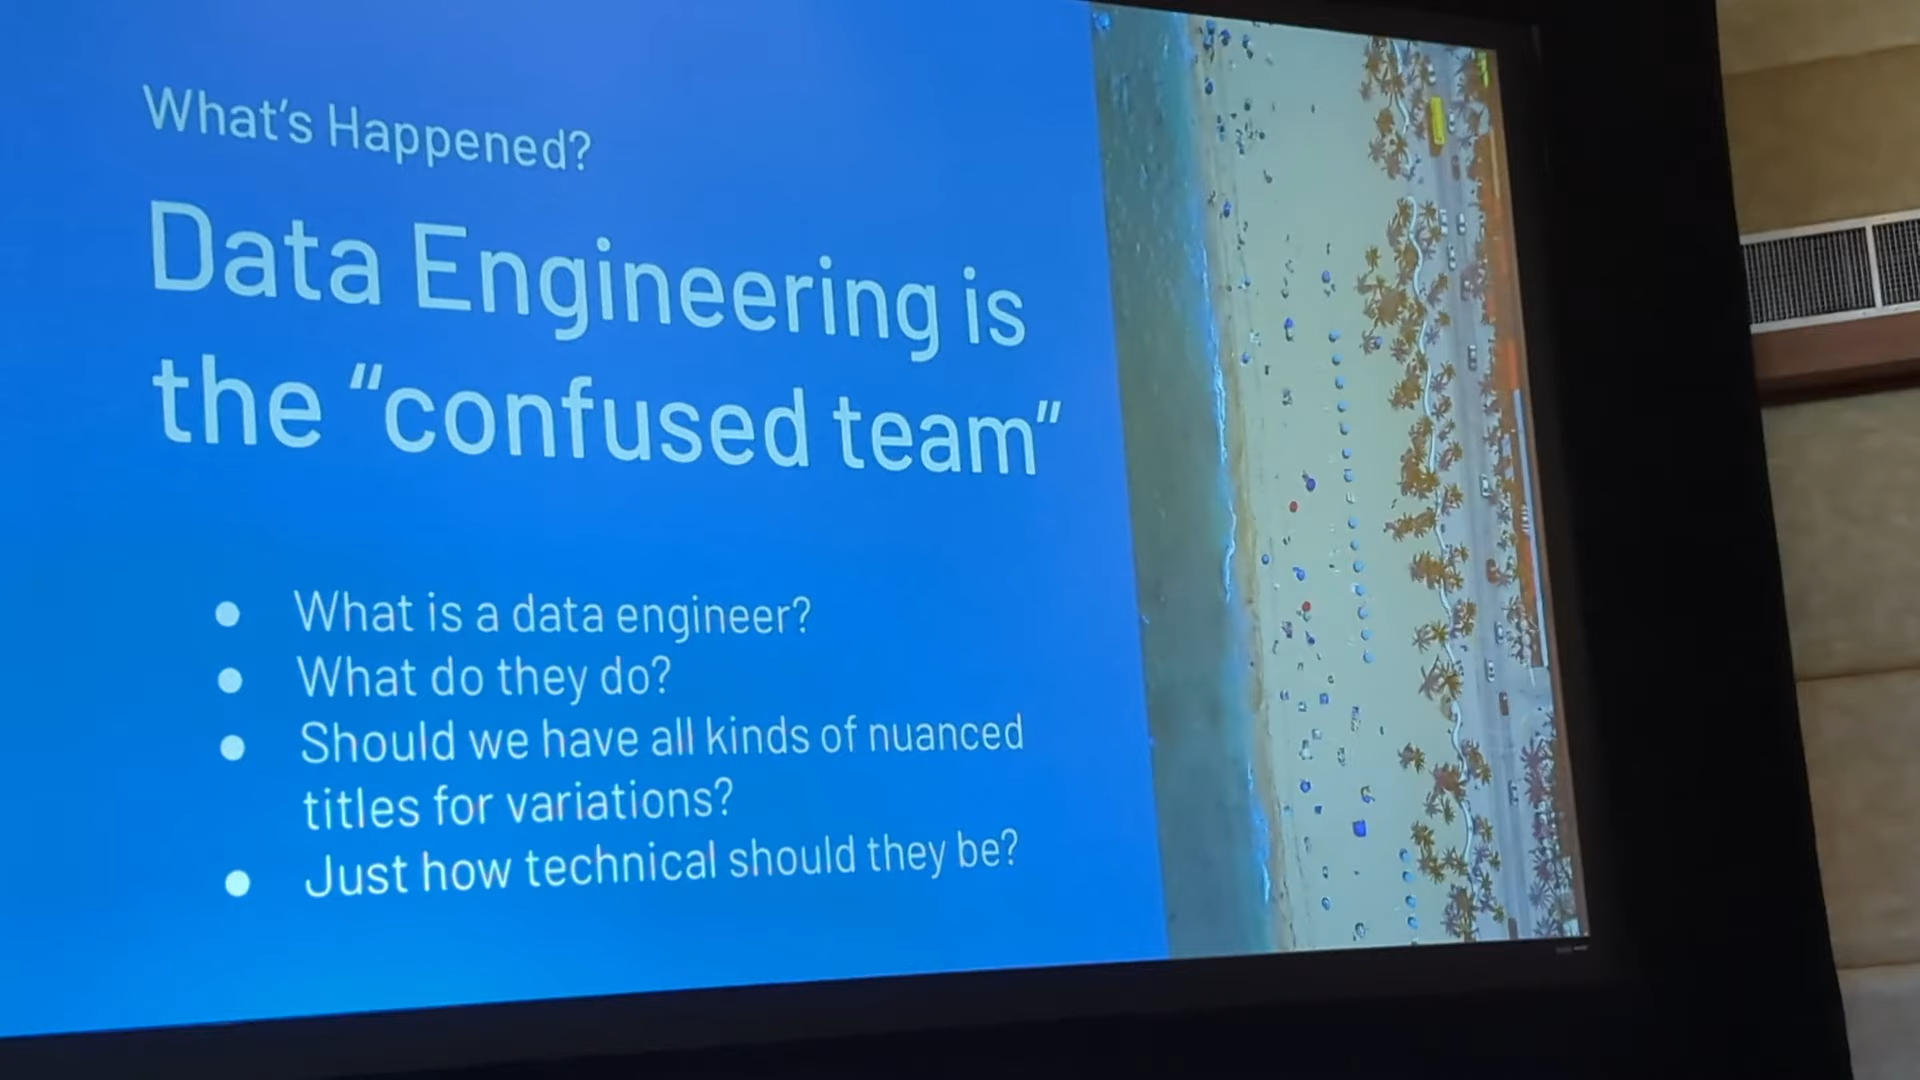 What's Happened?
Data Engineering is
the “confused team”
● What is a data engineer?
● What do they do?
● Should we have all kinds of nuanced
titles for variations?
● Just how technical should they be?